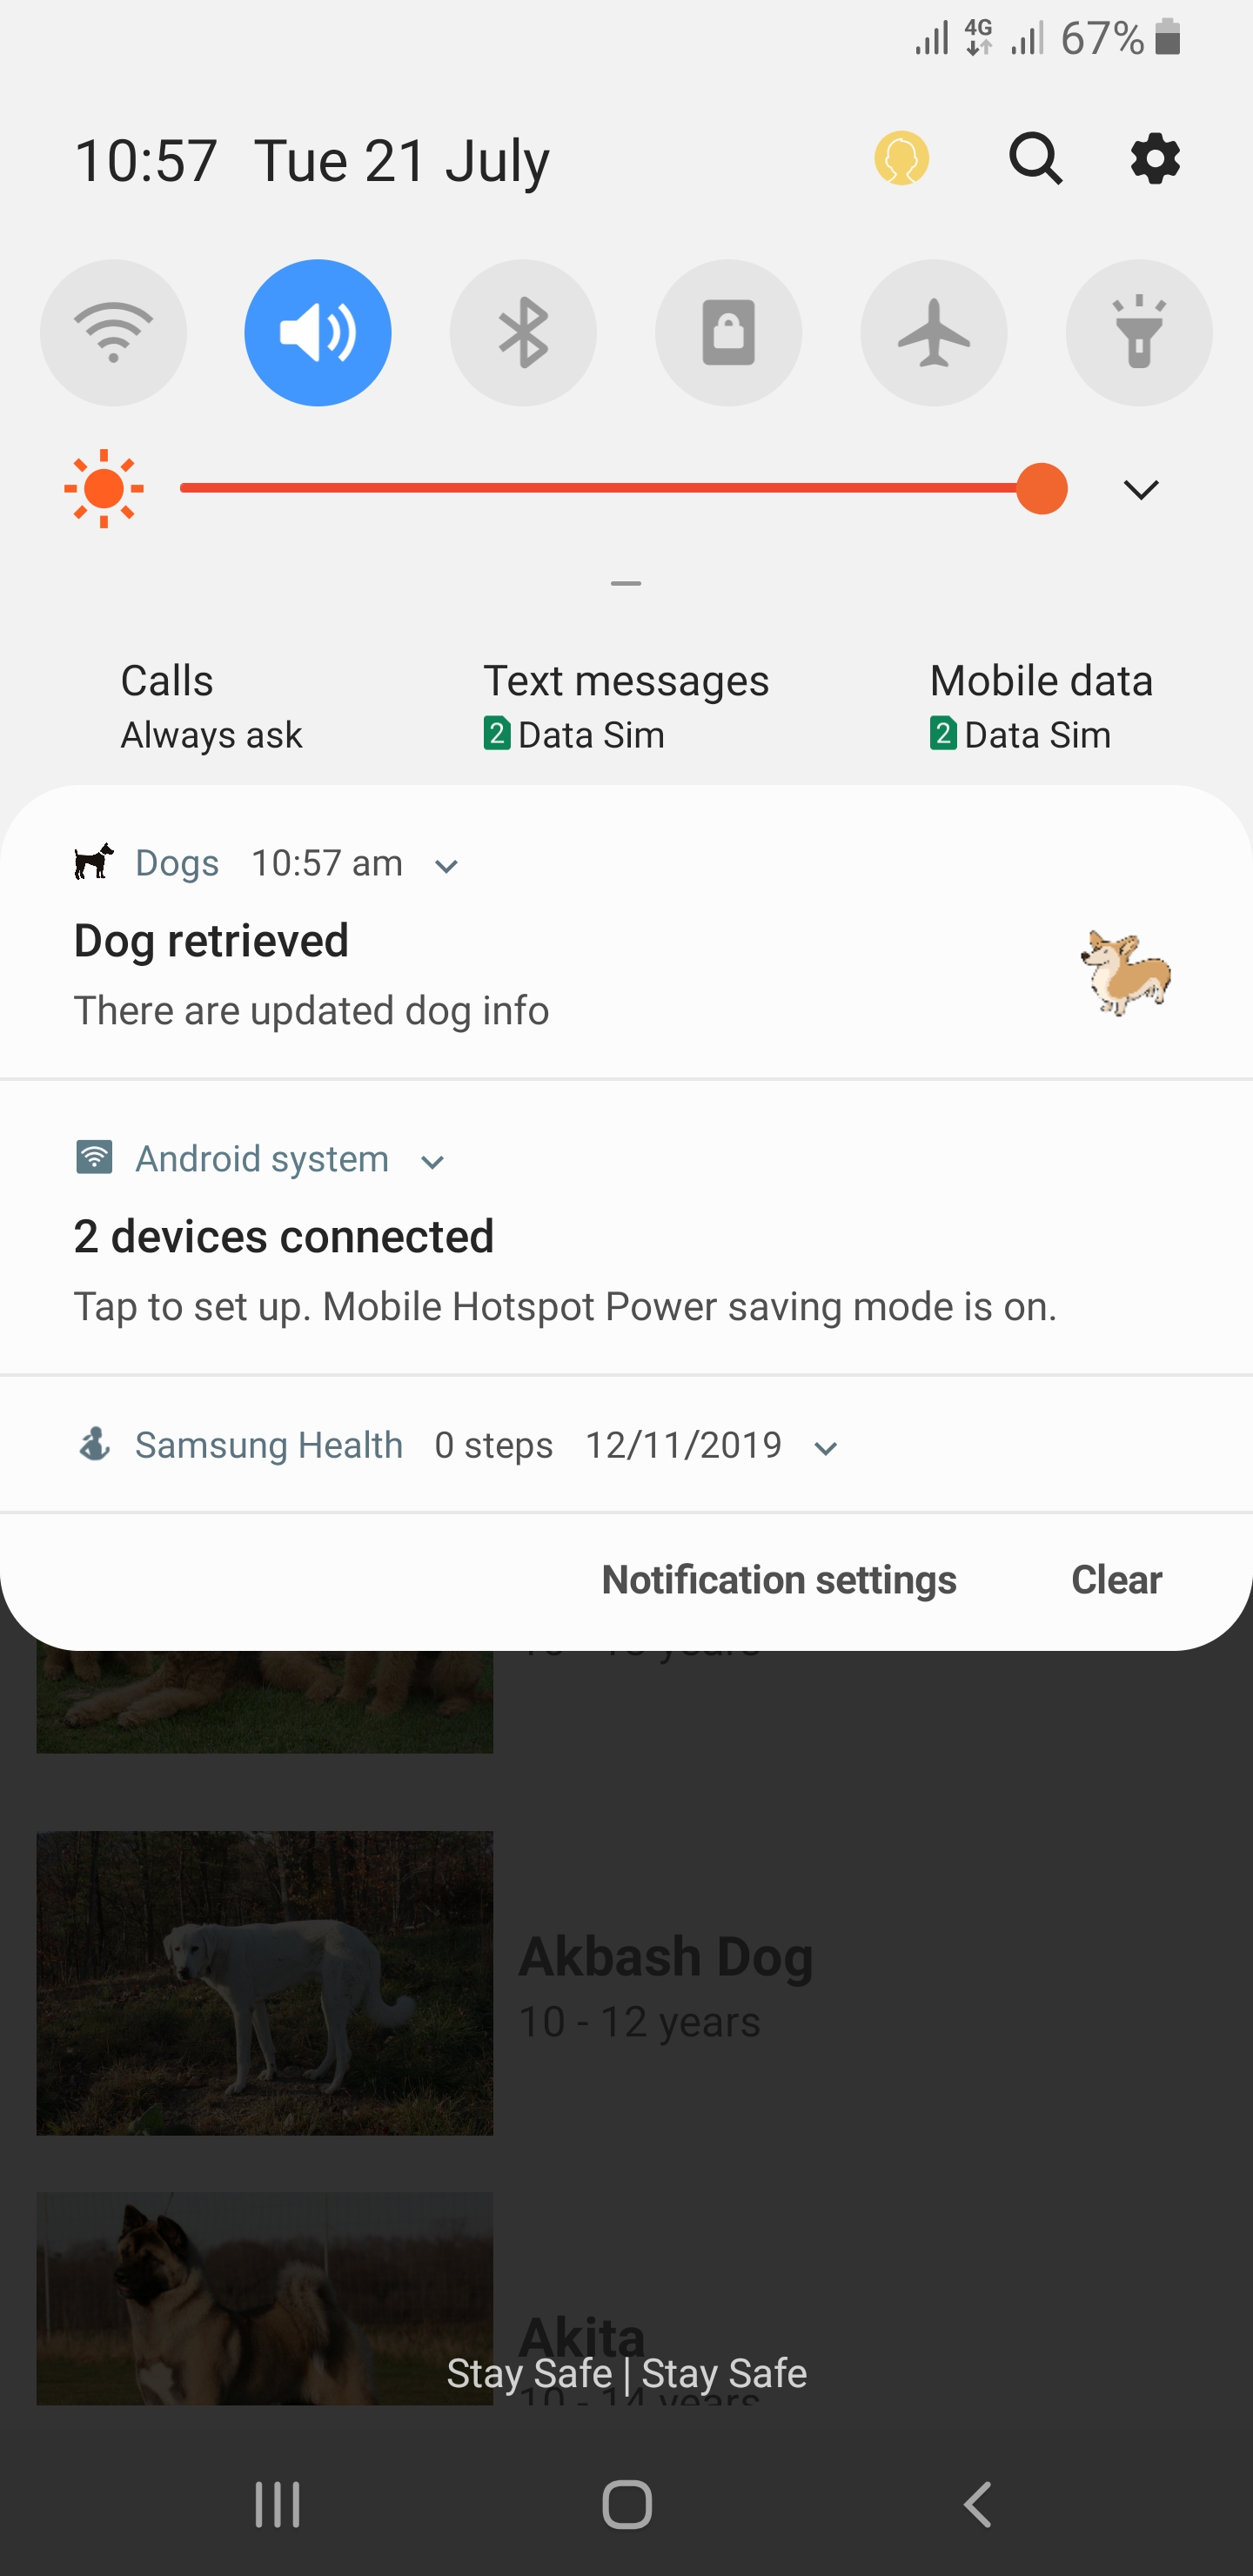 4G 67%
10:57 Tue 21 July
Calls Text messages Mobile data
Always ask 2 Data Sim 2 Data Sim
Dogs 10:57 am
Dog retrieved
There are updated dog info
Android system
2 devices connected
Tap to set up. Mobile Hotspot Power saving mode is on.
Samsung Health 0 steps 12/11/2019
Notification settings Clear
Akbash Dog
10 - 12 years
Akita
Stay Safe | Stay Safe
10 - 14 years